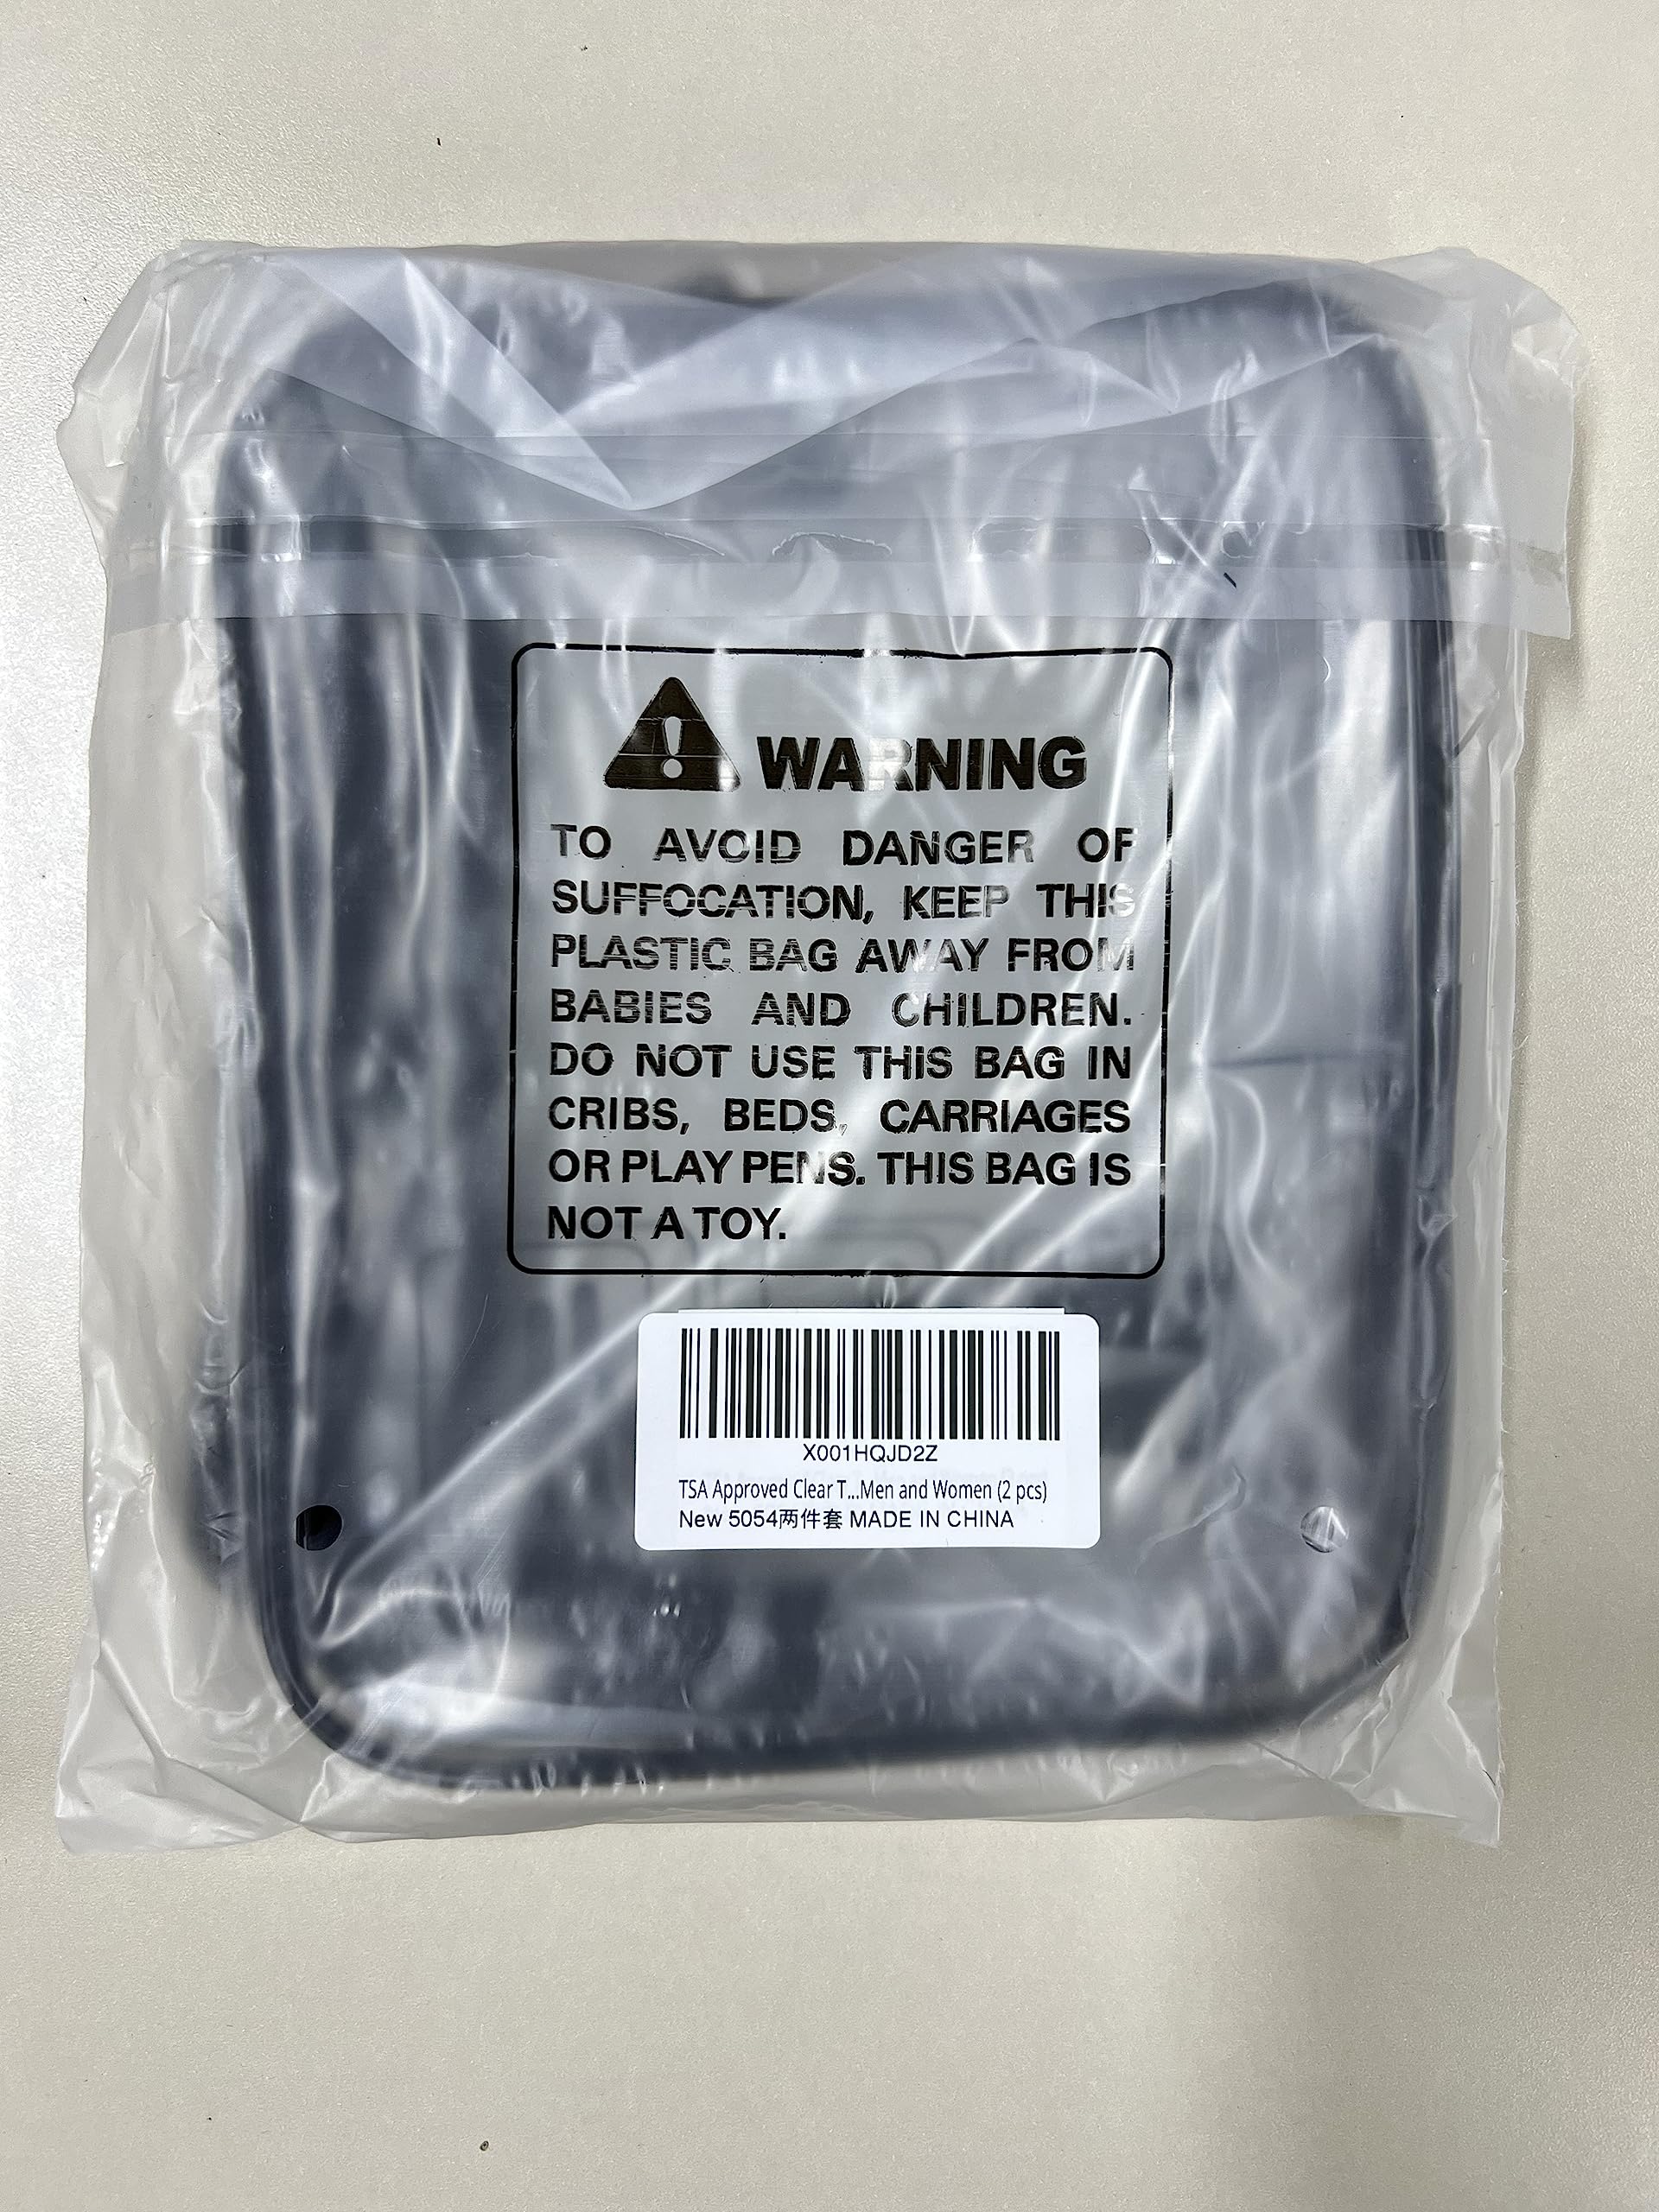 WARNING
TO AVOID DANGER OF
SUFFOCATION, KEEP THIS
PLASTIC BAG AWAY FROM
BABIES AND CHILDREN.
DO NOT USE THIS BAG IN
CRIBS, BEDS, CARRIAGES
OR PLAY PENS. THIS BAG IS
NOT A TOY.
X001HQJD2Z
TSA Approved Clear T...Men and Women (2 pcs)
New 5054两件套 MADE IN CHINA